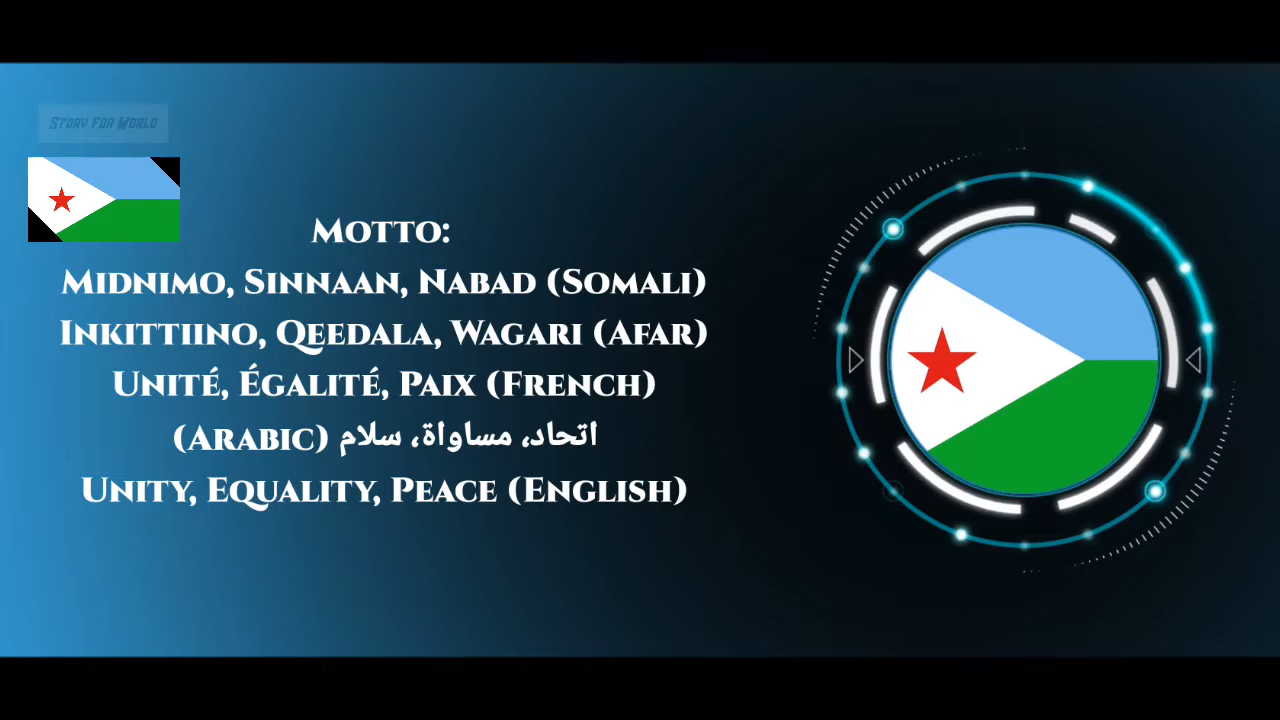 Story For World
Motto:
Midnimo, Sinnaan, Nabad (Somali)
Inkittiino, Qeedala, Wagari (Afar)
Unité, Égalité, Paix (French)
(Arabic) اتحاد، مساواة، سلام
Unity, Equality, Peace (English)